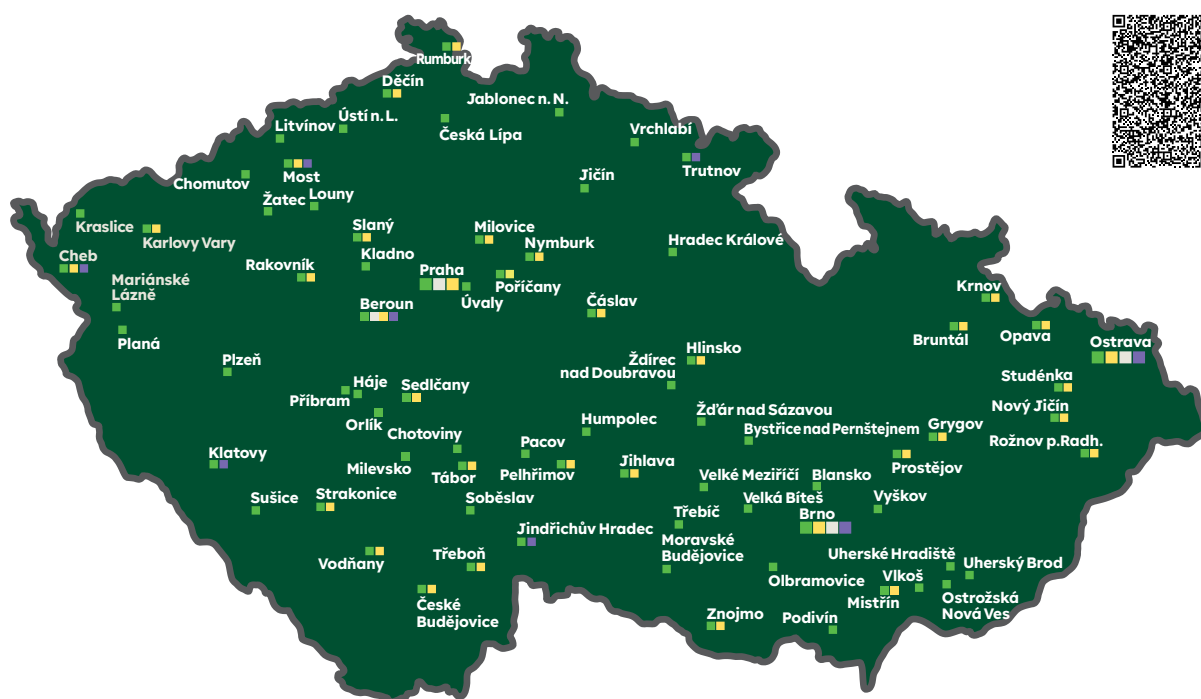 Rumburk
Děčín
Jablonec n. N.
Ústí n. L.
Česká Lípa
Litvínov
Vrchlabí
Most
Trutnov
Chomutov
Jičín
Žatec
Louny
Kraslice
Karlovy Vary
Slaný
Milovice
Nymburk
Hradec Králové
Cheb
Kladno
Rakovník
Praha
Poříčany
Mariánské
Lázně
Úvaly
Krnov
Beroun
Čáslav
Planá
Bruntál
Opava
Ostrava
Hlinsko
Plzeň
Ždírec
nad Doubravou
Studénka
Háje
Sedlčany
Příbram
Nový Jičín
Orlík
Humpolec
Žďár nad Sázavou
Grygov
Chotoviny
Bystřice nad Pernštejnem
Rožnov p.Radh.
Klatovy
Pacov
Jihlava
Milevsko
Tábor
Pelhřimov
Prostějov
Velké Meziříčí
Blansko
Sušice
Strakonice
Soběslav
Velká Bíteš
Vyškov
Třebíč
Brno
Jindřichův Hradec
Moravské
Budějovice
Vodňany
Třeboň
Uherské Hradiště
Uherský Brod
Olbramovice
Vlkoš
České
Budějovice
Mistřín
Ostrožská
Nová Ves
Znojmo
Podivín